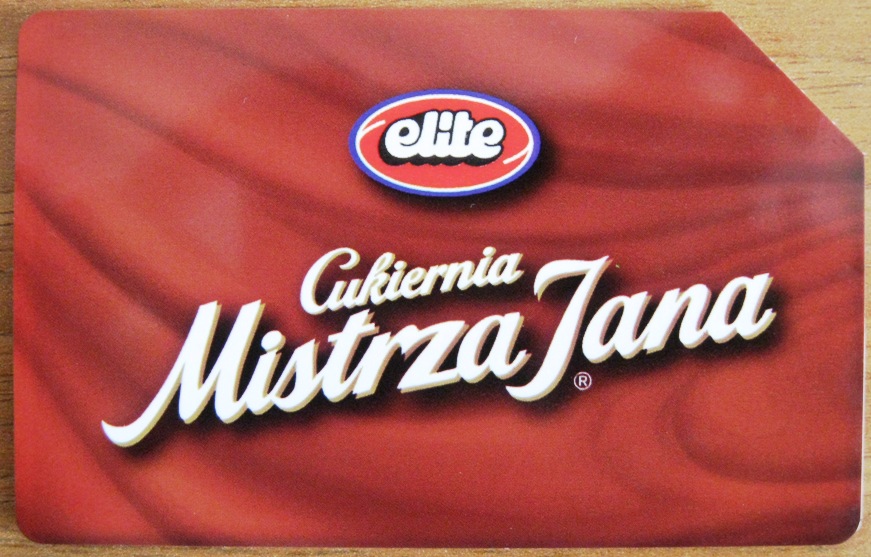 elite
Cukiernia
Mistrza Jana
®